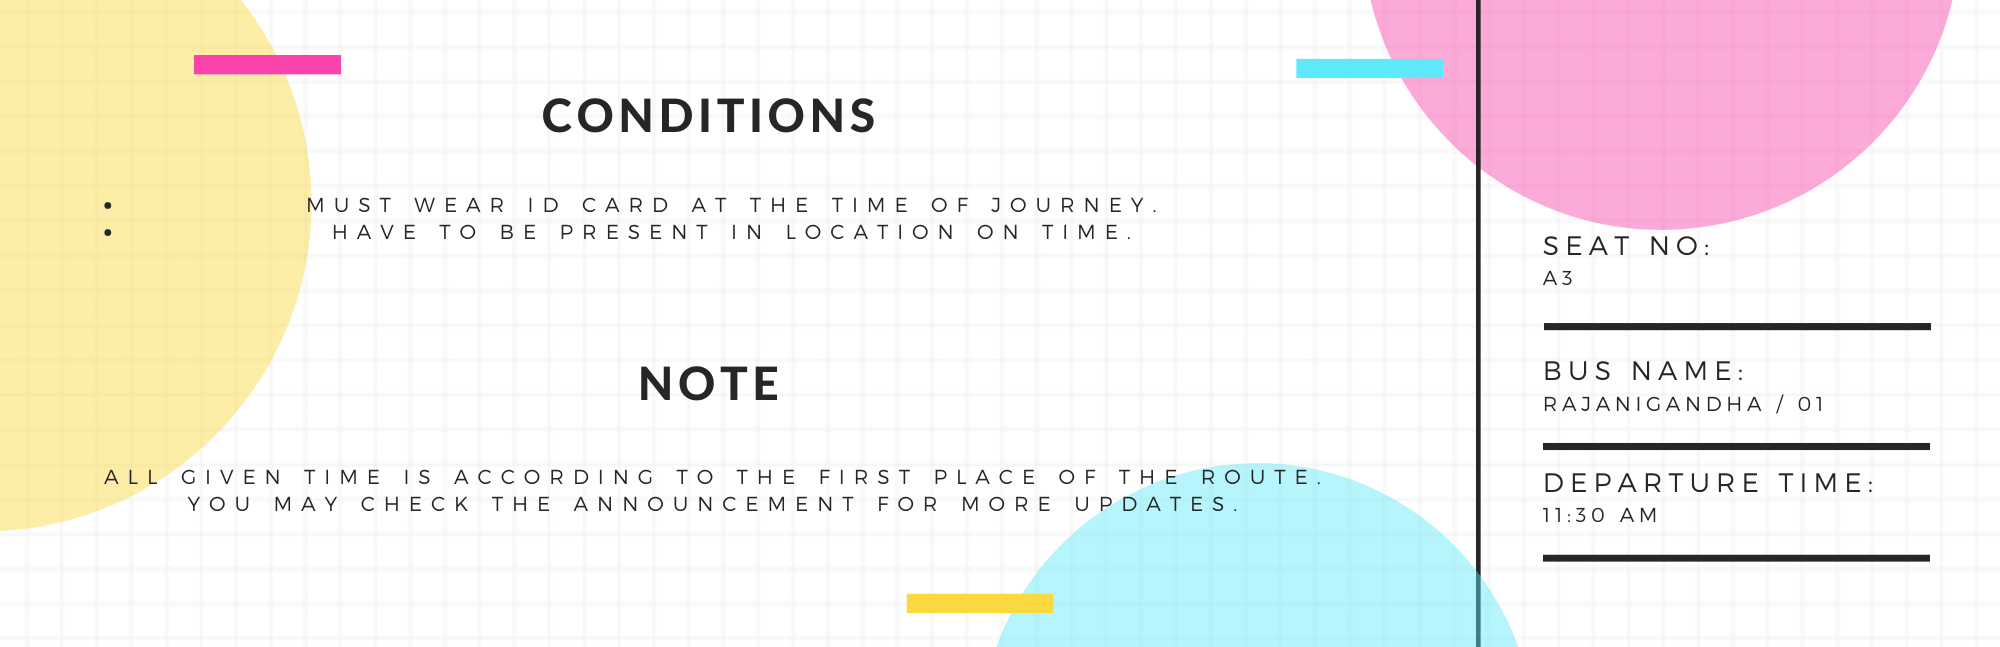 CONDITIONS
• MUST WEAR ID CARD AT THE TIME OF JOURNEY.
• HAVE TO BE PRESENT IN LOCATION ON TIME.
NOTE
ALL GIVEN TIME IS ACCORDING TO THE FIRST PLACE OF THE ROUTE.
YOU MAY CHECK THE ANNOUNCEMENT FOR MORE UPDATES.
SEAT NO:
A3
BUS NAME:
RAJANIGANDHA / 01
DEPARTURE TIME:
11:30 AM